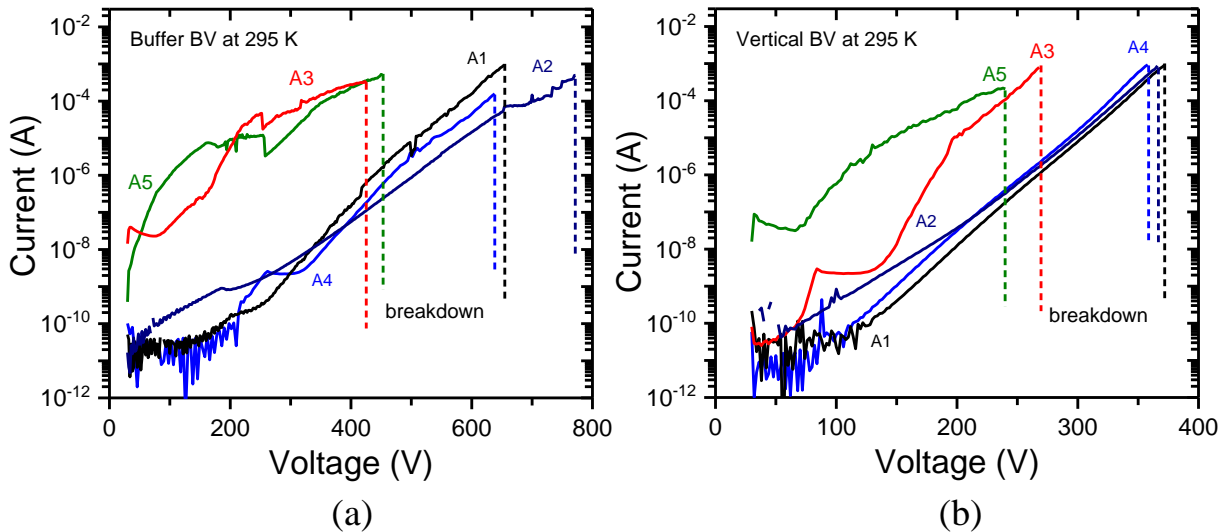 Buffer BV at 295 K
A1
A2
A3
A5
A4
breakdown
10⁻²
10⁻⁴
10⁻⁶
10⁻⁸
10⁻¹⁰
10⁻¹²
Current (A)
0 200 400 600 800
Voltage (V)
(a)
Vertical BV at 295 K
A3
A4
A5
A2
A1
breakdown
10⁻²
10⁻⁴
10⁻⁶
10⁻⁸
10⁻¹⁰
10⁻¹²
Current (A)
0 100 200 300 400
Voltage (V)
(b)